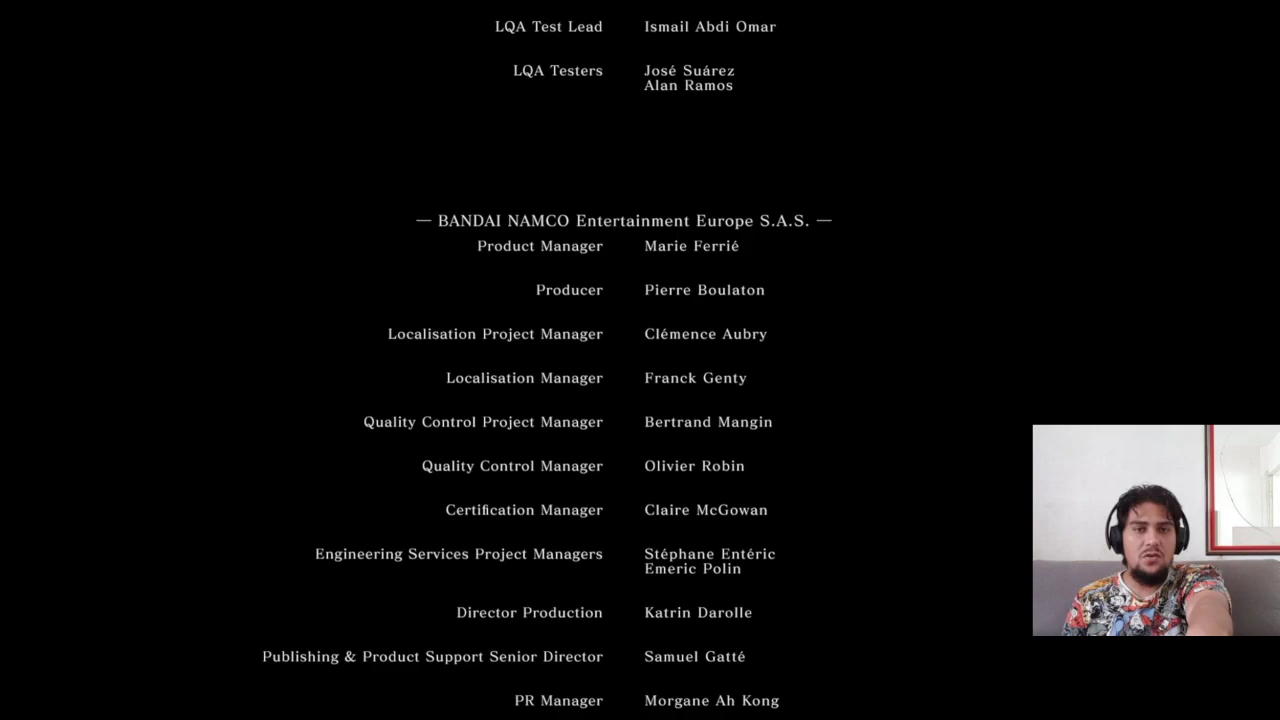 LQA Test Lead Ismail Abdi Omar
LQA Testers José Suárez
Alan Ramos
— BANDAI NAMCO Entertainment Europe S.A.S. —
Product Manager Marie Ferrié
Producer Pierre Boulaton
Localisation Project Manager Clémence Aubry
Localisation Manager Franck Genty
Quality Control Project Manager Bertrand Mangin
Quality Control Manager Olivier Robin
Certification Manager Claire McGowan
Engineering Services Project Managers Stéphane Entéric
Emeric Polin
Director Production Katrin Darolle
Publishing & Product Support Senior Director Samuel Gatté
PR Manager Morgane Ah Kong